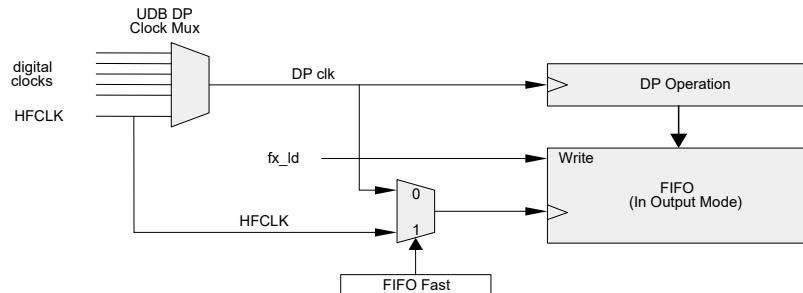 UDB DP
Clock Mux
digital
clocks
DP clk
DP Operation
HFCLK
fx_ld
Write
0
FIFO
(In Output Mode)
HFCLK
1
FIFO Fast